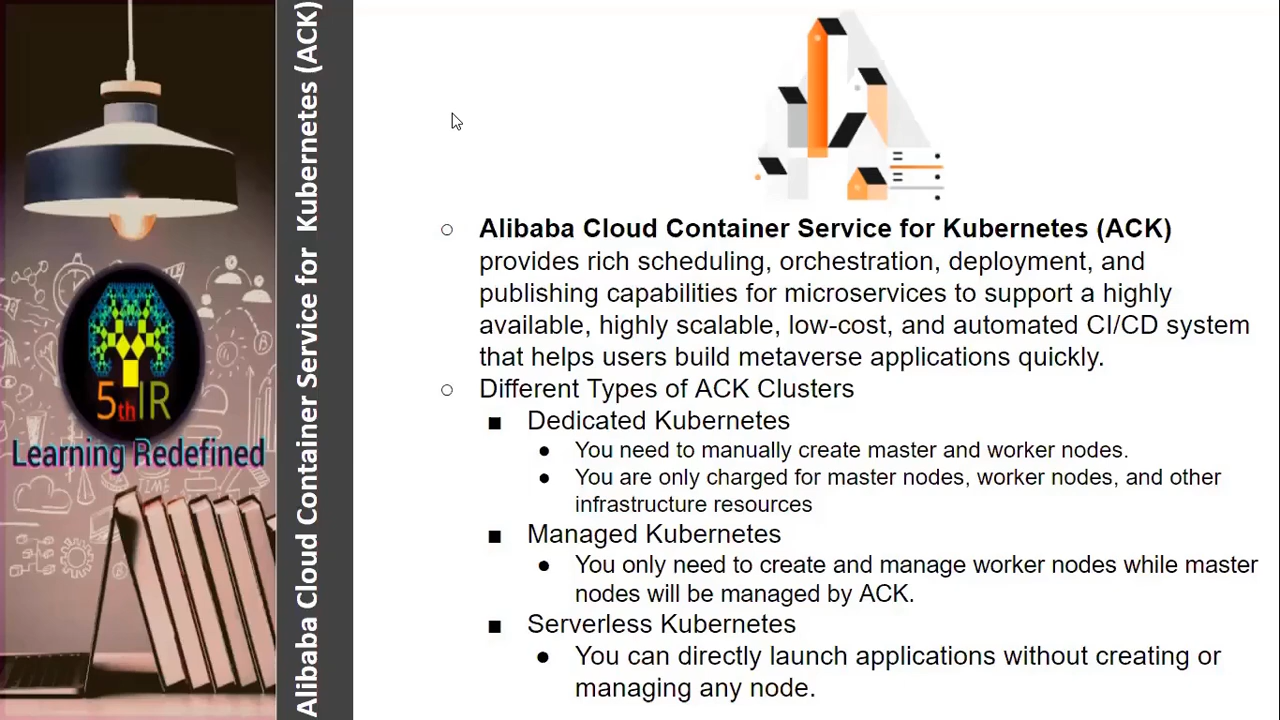 Alibaba Cloud Container Service for Kubernetes (ACK)
5thIR
Learning Redefined
TIME
Alibaba Cloud Container Service for Kubernetes (ACK)
provides rich scheduling, orchestration, deployment, and
publishing capabilities for microservices to support a highly
available, highly scalable, low-cost, and automated CI/CD system
that helps users build metaverse applications quickly.
Different Types of ACK Clusters
Dedicated Kubernetes
You need to manually create master and worker nodes.
You are only charged for master nodes, worker nodes, and other
infrastructure resources
Managed Kubernetes
You only need to create and manage worker nodes while master
nodes will be managed by ACK.
Serverless Kubernetes
You can directly launch applications without creating or
managing any node.